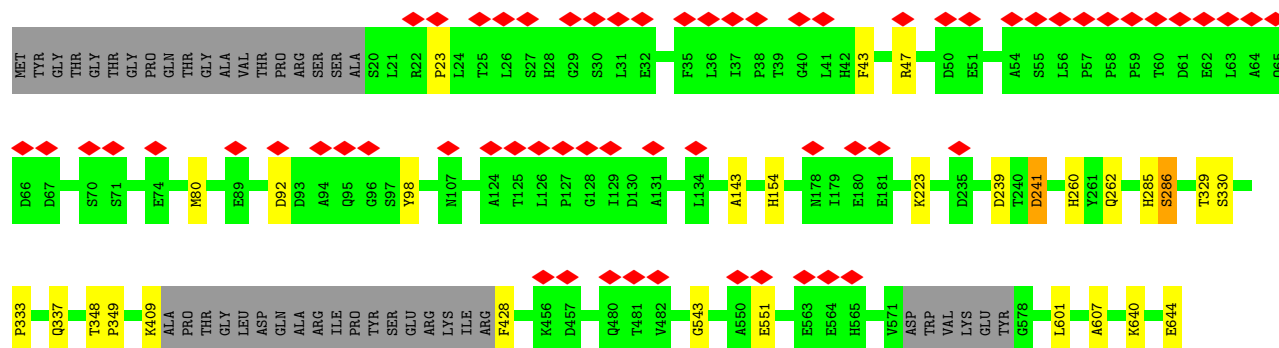 MET TYR GLY THR THR GLY THR GLY PRO GLN THR GLY ALA VAL THR PRO ARG SER SER ALA S20 L21 R22 P23 L24 T25 L26 S27 H28 G29 S30 L31 E32 F35 L36 I37 P38 T39 G40 L41 H42 F43 R47 D50 E51 A54 S55 L56 P57 P58 P59 T60 D61 E62 L63 A64
D66 D67 S70 S71 E74 M80 E89 D92 D93 A94 Q95 G96 S97 Y98 N107 A124 T125 L126 P127 G128 I129 D130 A131 L134 A143 H154 N178 I179 E180 E181 K223 D235 D239 T240 D241 H260 Y261 Q262 H285 S286 T329 S330
P333 Q337 T348 P349 K409 ALA PRO THR GLY LEU ASP GLN ALA ARG ILE PRO TYR SER GLU ARG LYS ILE ARG F428 K456 D457 Q480 T481 V482 G543 A550 E551 E563 E564 H565 V571 ASP TRP VAL LYS GLU TYR G578 L601 A607 K640 E644